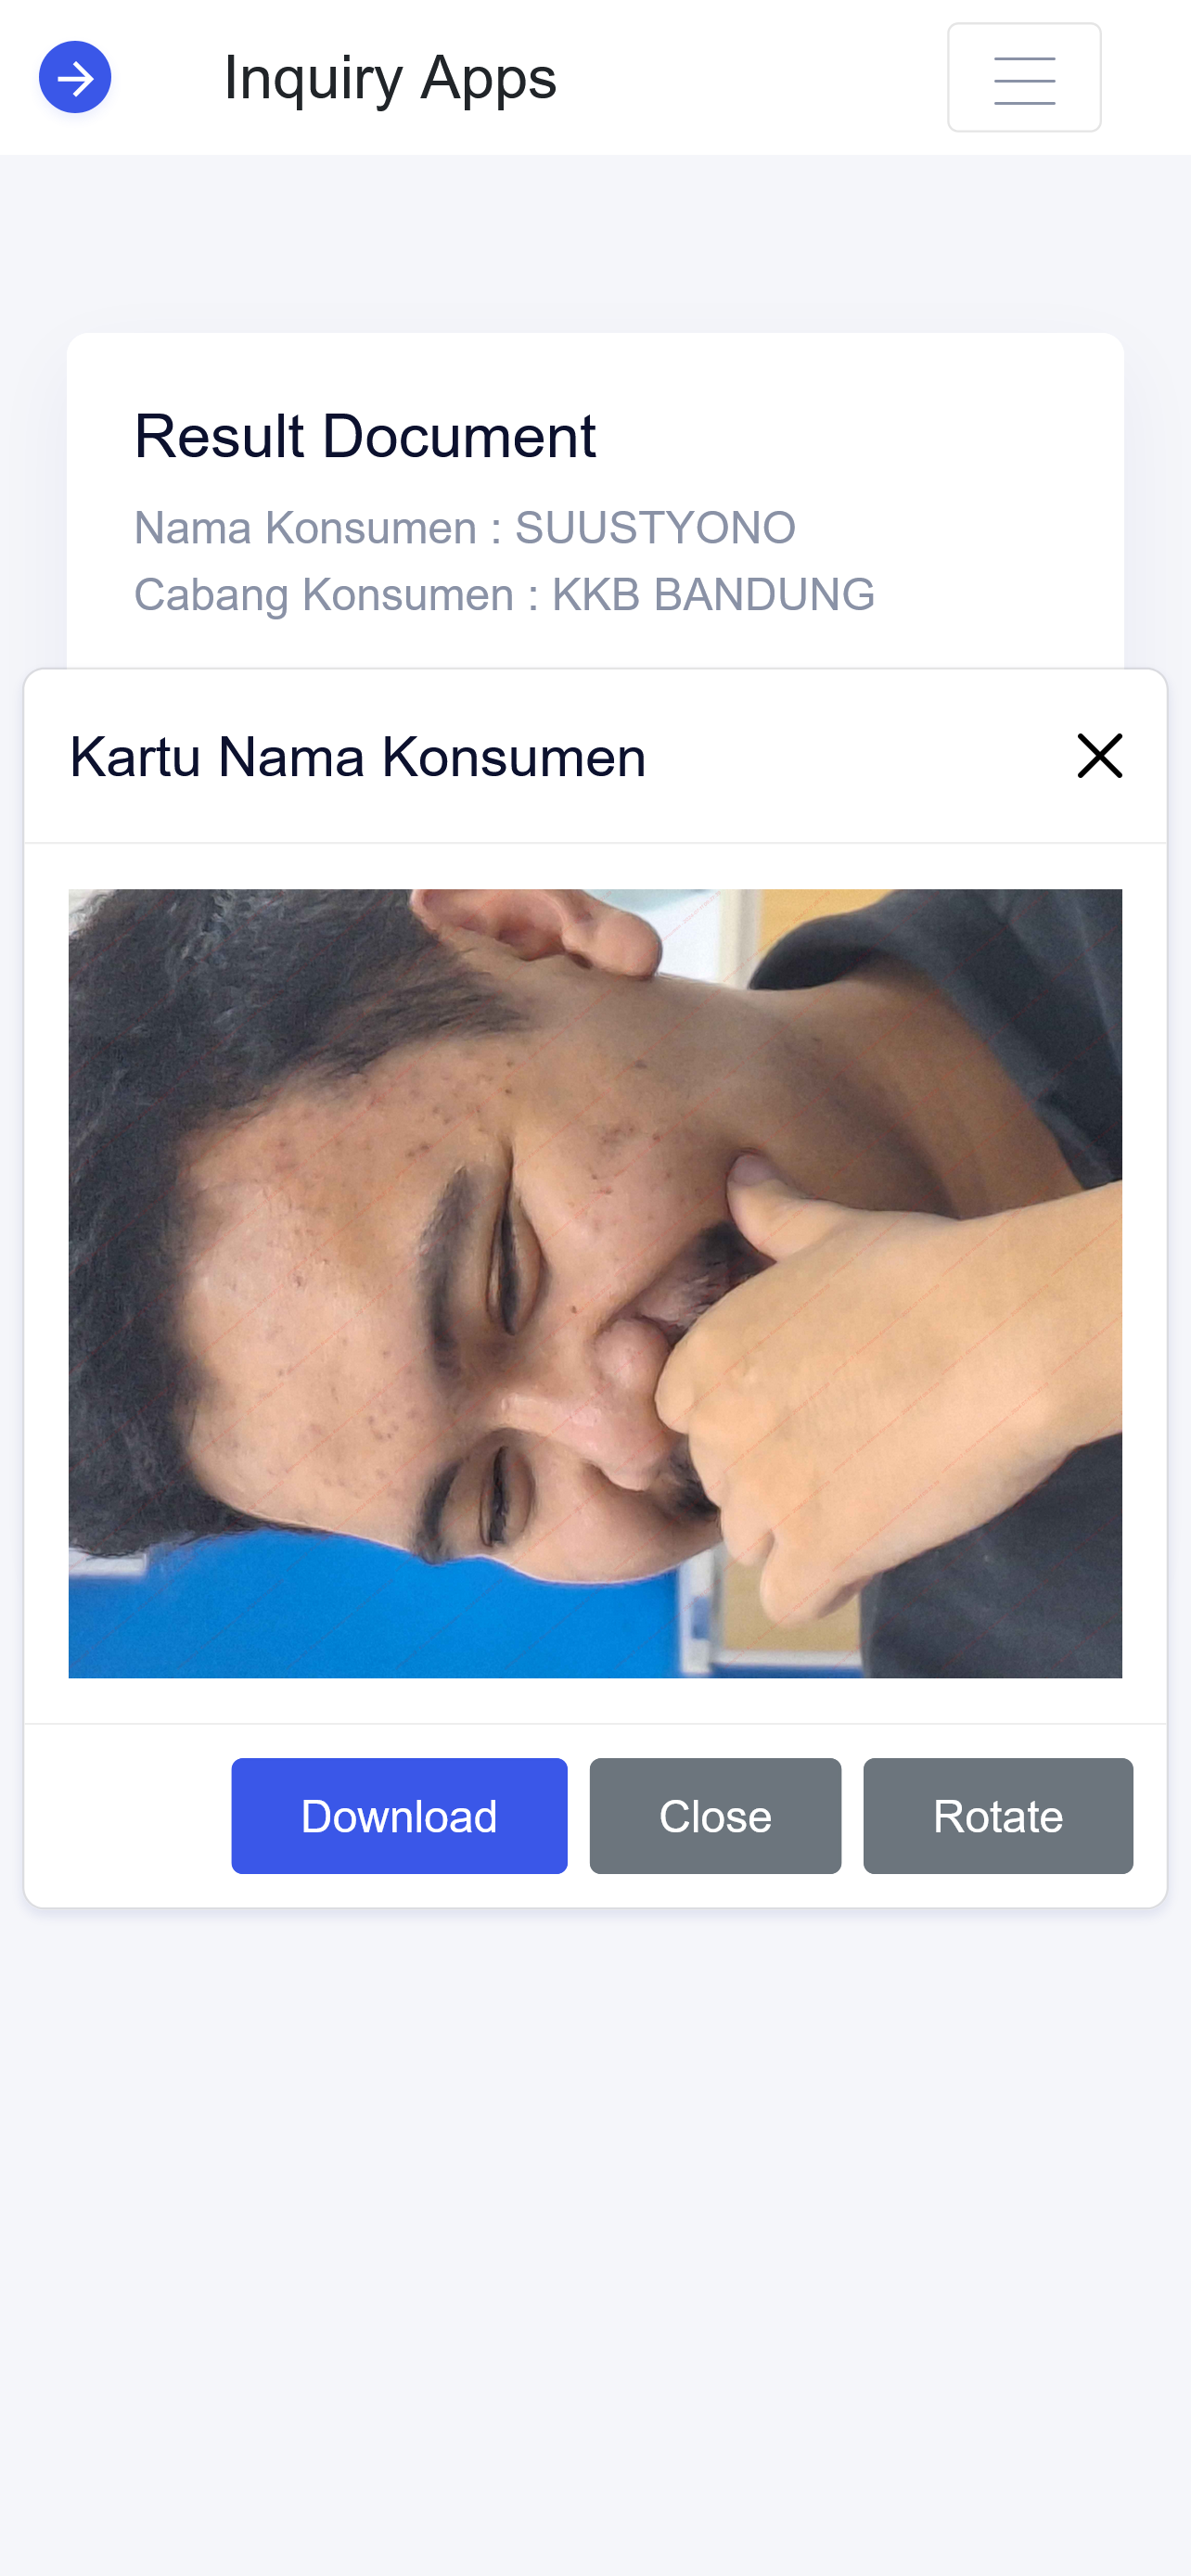 Inquiry Apps
Result Document
Nama Konsumen : SUUSTYONO
Cabang Konsumen : KKB BANDUNG
Kartu Nama Konsumen
Download
Close
Rotate